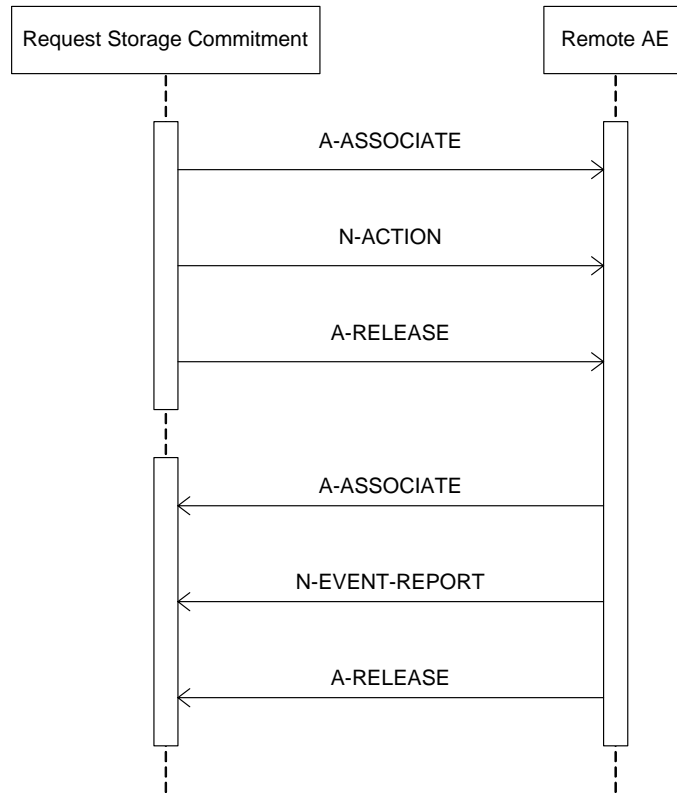 Request Storage Commitment
Remote AE
A-ASSOCIATE
N-ACTION
A-RELEASE
A-ASSOCIATE
N-EVENT-REPORT
A-RELEASE